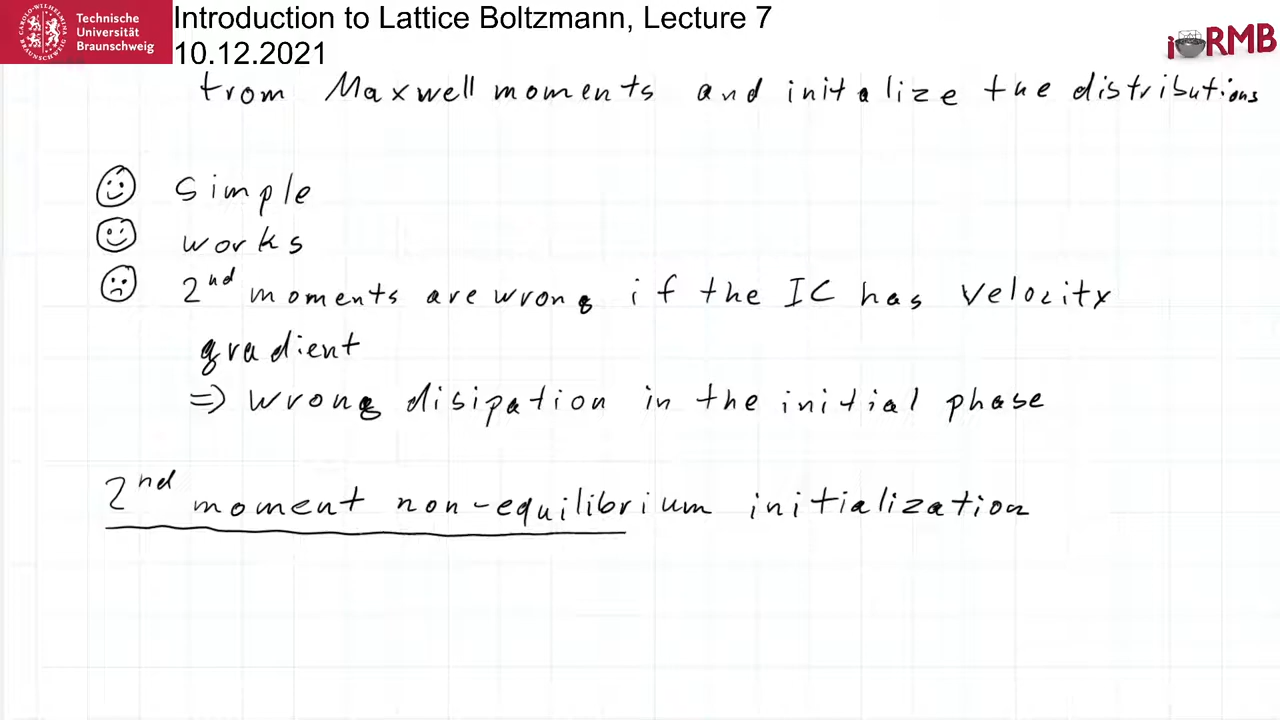 Technische
Universität
Braunschweig
Introduction to Lattice Boltzmann, Lecture 7
10.12.2021
iRMB
from Maxwell moments and initialize the distributions
simple
works
2nd moments are wrong if the IC has velocity
gradient
=> wrong disipation in the initial phase
2nd moment non-equilibrium initialization